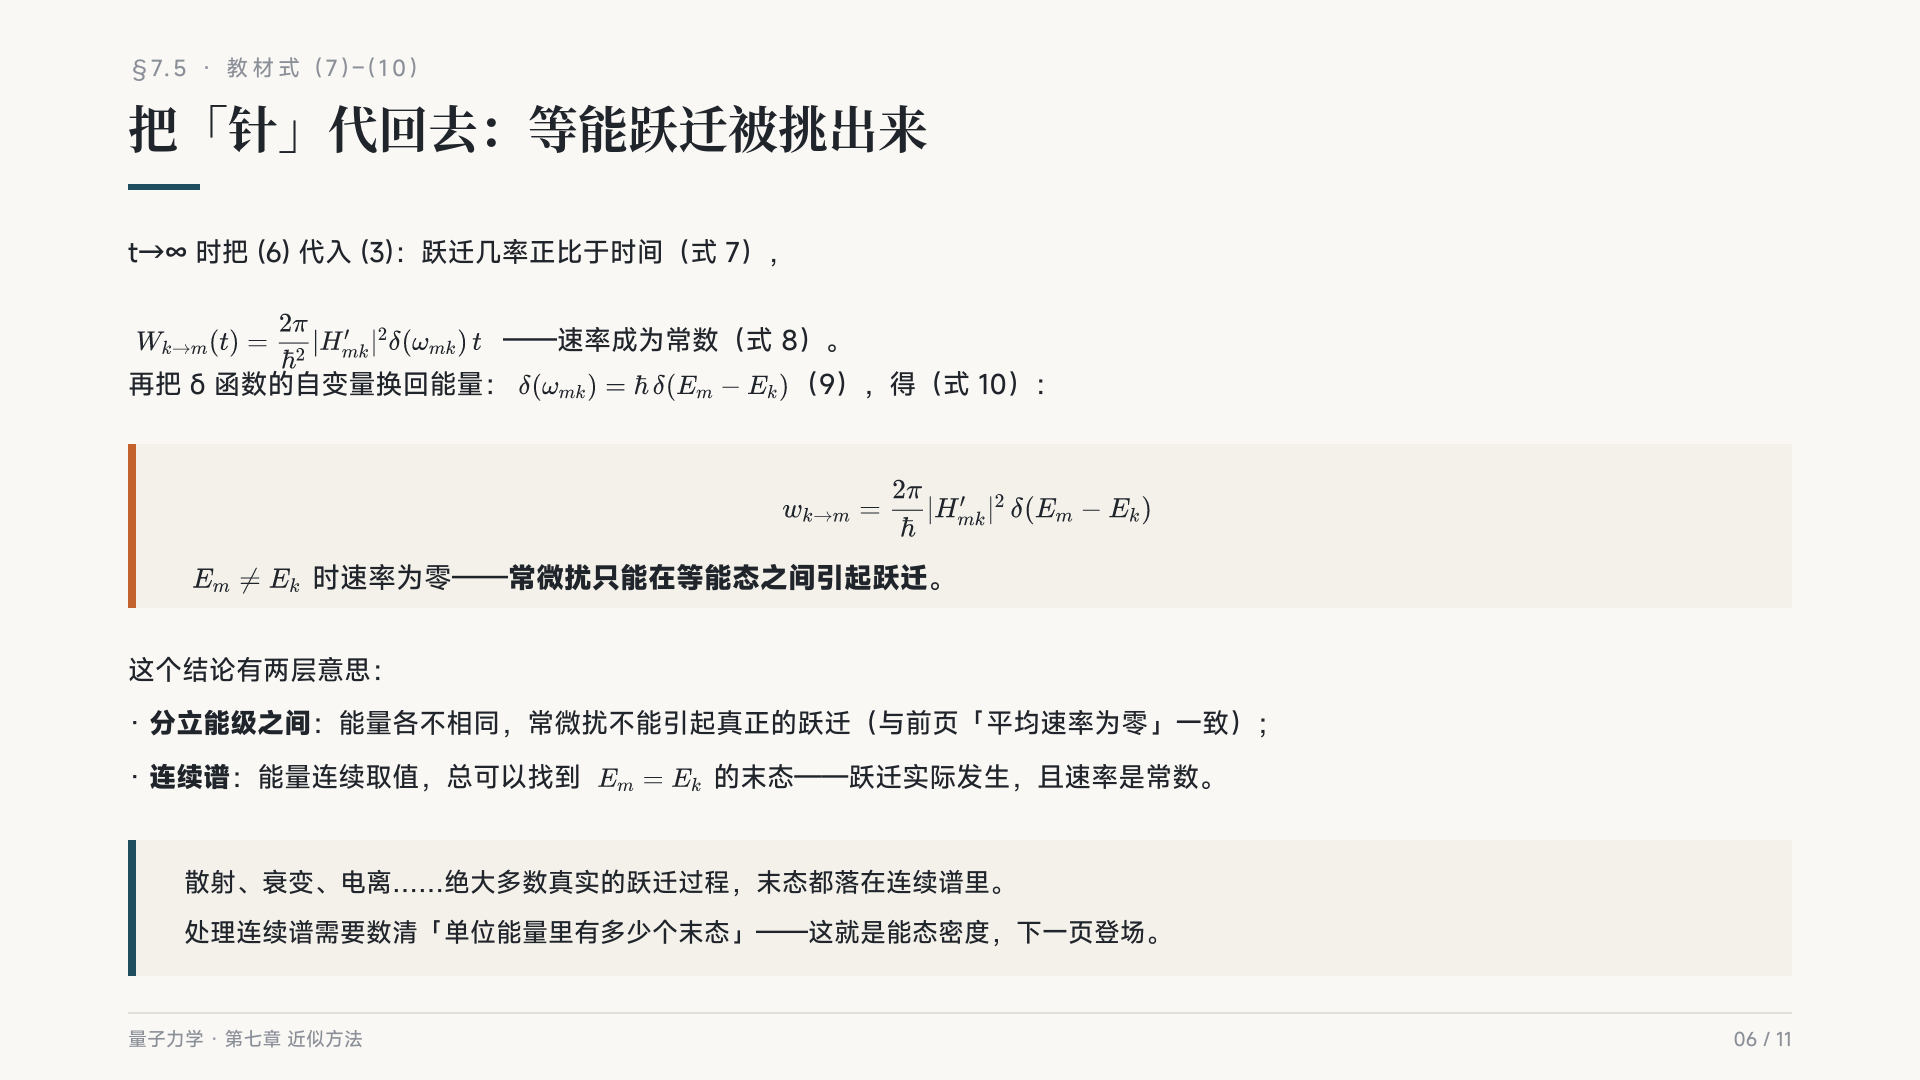 §7.5 · 教材式 (7)–(10)
把「针」代回去：等能跃迁被挑出来
t→∞ 时把 (6) 代入 (3)：跃迁几率正比于时间（式 7），
W_{k→m}(t) = \frac{2π}{ħ^2}|H'_{mk}|^2 δ(ω_{mk}) t ——速率成为常数（式 8）。
再把 δ 函数的自变量换回能量： δ(ω_{mk}) = ħ δ(E_m − E_k)（9），得（式 10）：
w_{k→m} = \frac{2π}{ħ}|H'_{mk}|^2 δ(E_m − E_k)
E_m ≠ E_k 时速率为零——常微扰只能在等能态之间引起跃迁。
这个结论有两层意思：
· 分立能级之间：能量各不相同，常微扰不能引起真正的跃迁（与前页「平均速率为零」一致）；
· 连续谱：能量连续取值，总可以找到 E_m = E_k 的末态——跃迁实际发生，且速率是常数。
散射、衰变、电离……绝大多数真实的跃迁过程，末态都落在连续谱里。
处理连续谱需要数清「单位能量里有多少个末态」——这就是能态密度，下一页登场。
量子力学 · 第七章 近似方法
06 / 11